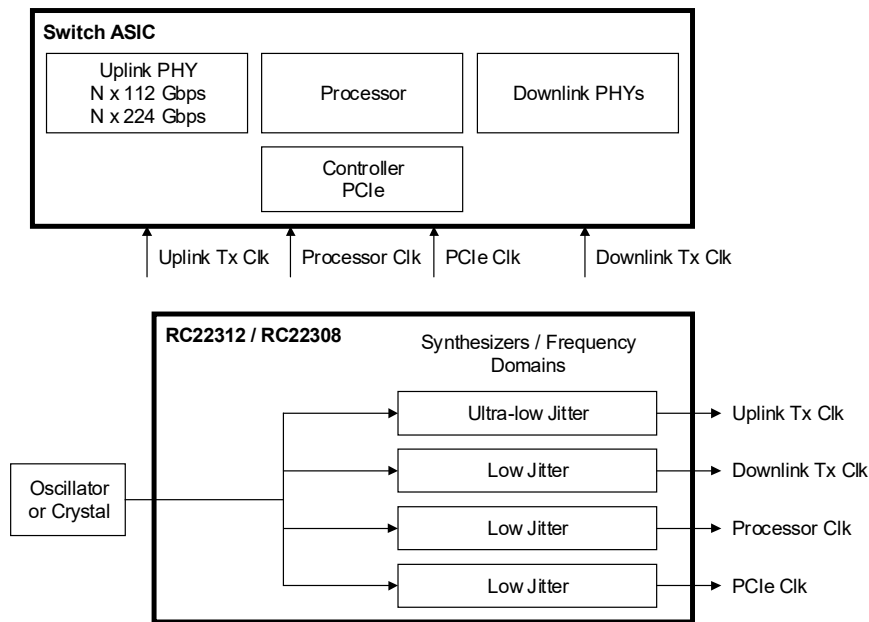 Switch ASIC
Uplink PHY
N x 112 Gbps
N x 224 Gbps
Processor
Downlink PHYs
Controller
PCIe
Uplink Tx Clk
Processor Clk
PCIe Clk
Downlink Tx Clk
RC22312 / RC22308
Synthesizers / Frequency
Domains
Ultra-low Jitter
Uplink Tx Clk
Low Jitter
Downlink Tx Clk
Oscillator
or Crystal
Low Jitter
Processor Clk
Low Jitter
PCIe Clk